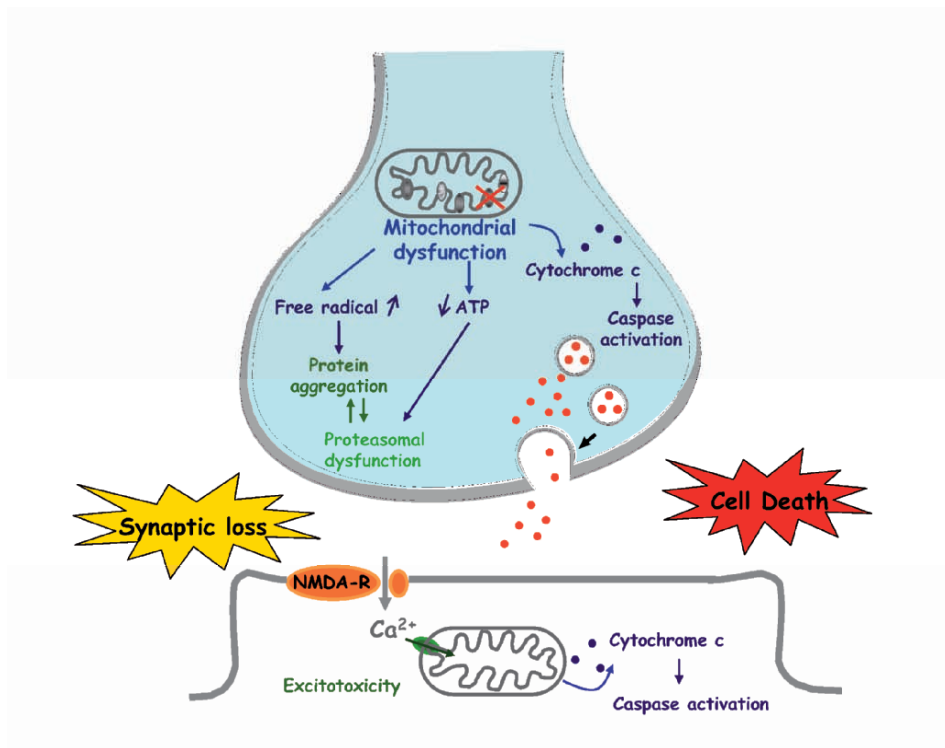 Mitochondrial
dysfunction
Cytochrome c
Free radical
ATP
Caspase
activation
Protein
aggregation
Proteasomal
dysfunction
Synaptic loss
Cell Death
NMDA-R
Ca²⁺
Excitotoxicity
Cytochrome c
Caspase activation